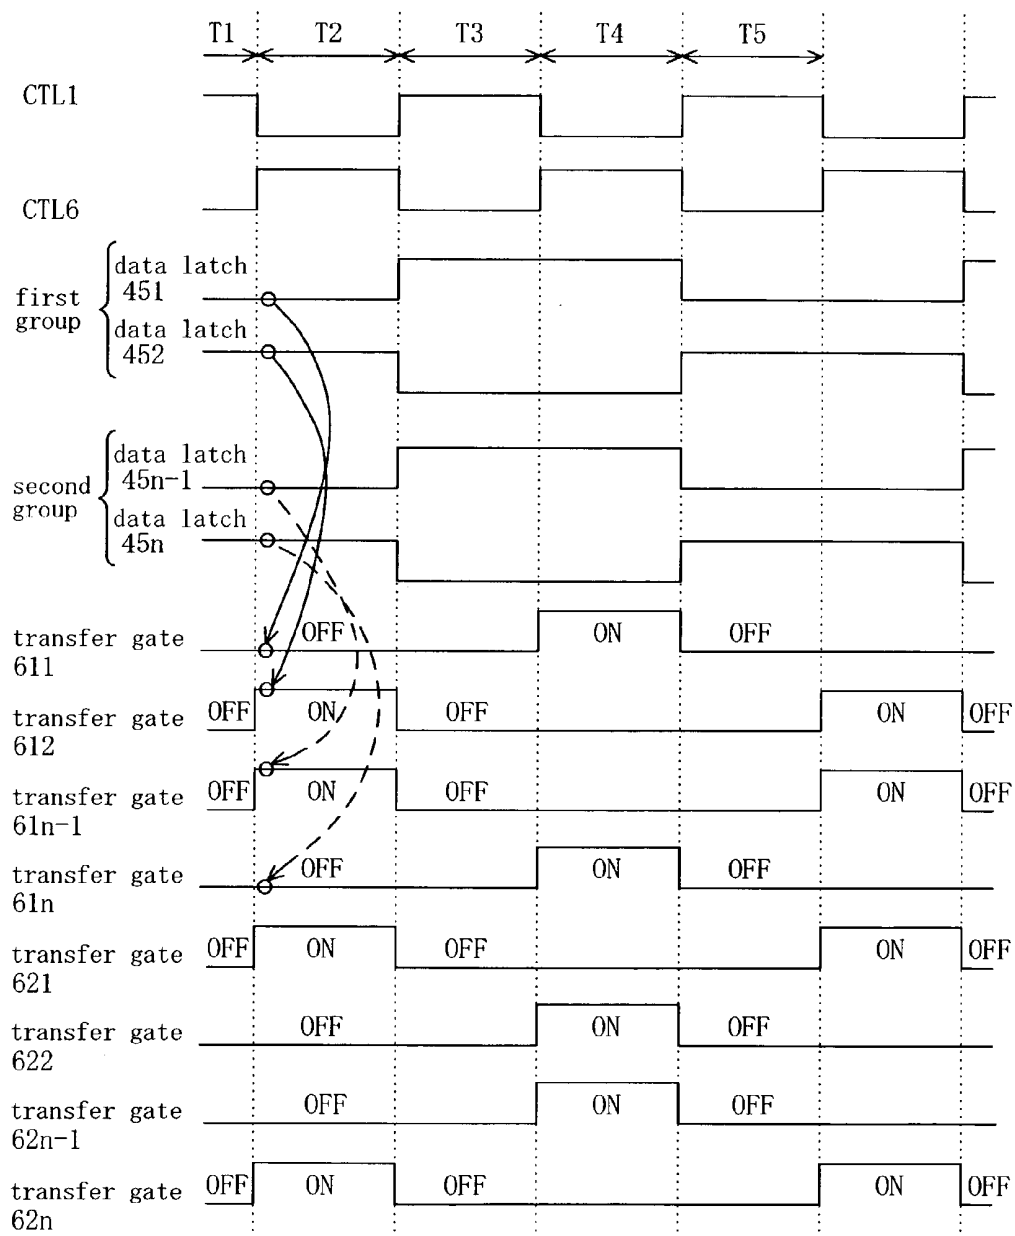 T1 T2 T3 T4 T5
CTL1
CTL6
first
group
data latch
451
data latch
452
second
group
data latch
45n-1
data latch
45n
transfer gate
611
OFF ON OFF
transfer gate
612
OFF ON OFF ON OFF
transfer gate
61n-1
OFF ON OFF ON OFF
transfer gate
61n
OFF ON OFF
transfer gate
621
OFF ON OFF ON OFF
transfer gate
622
OFF ON OFF
transfer gate
62n-1
OFF ON OFF
transfer gate
62n
OFF ON OFF ON OFF